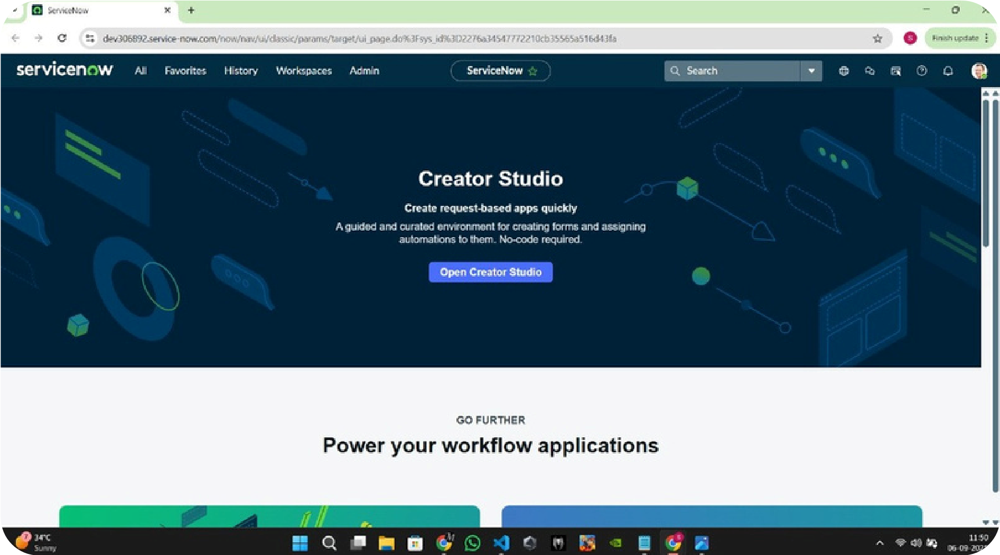 ServiceNow
dev306892.service-now.com/now/nav/ui/classic/params/target/ui_page.do%3Fsys_id%3D2276a34547772210cb35565a516d43fa
S
Finish update
servicenow
All
Favorites
History
Workspaces
Admin
ServiceNow
Search
Creator Studio
Create request-based apps quickly
A guided and curated environment for creating forms and assigning
automations to them. No-code required.
Open Creator Studio
GO FURTHER
Power your workflow applications
7
34°C
Sunny
11:50
06-09-202